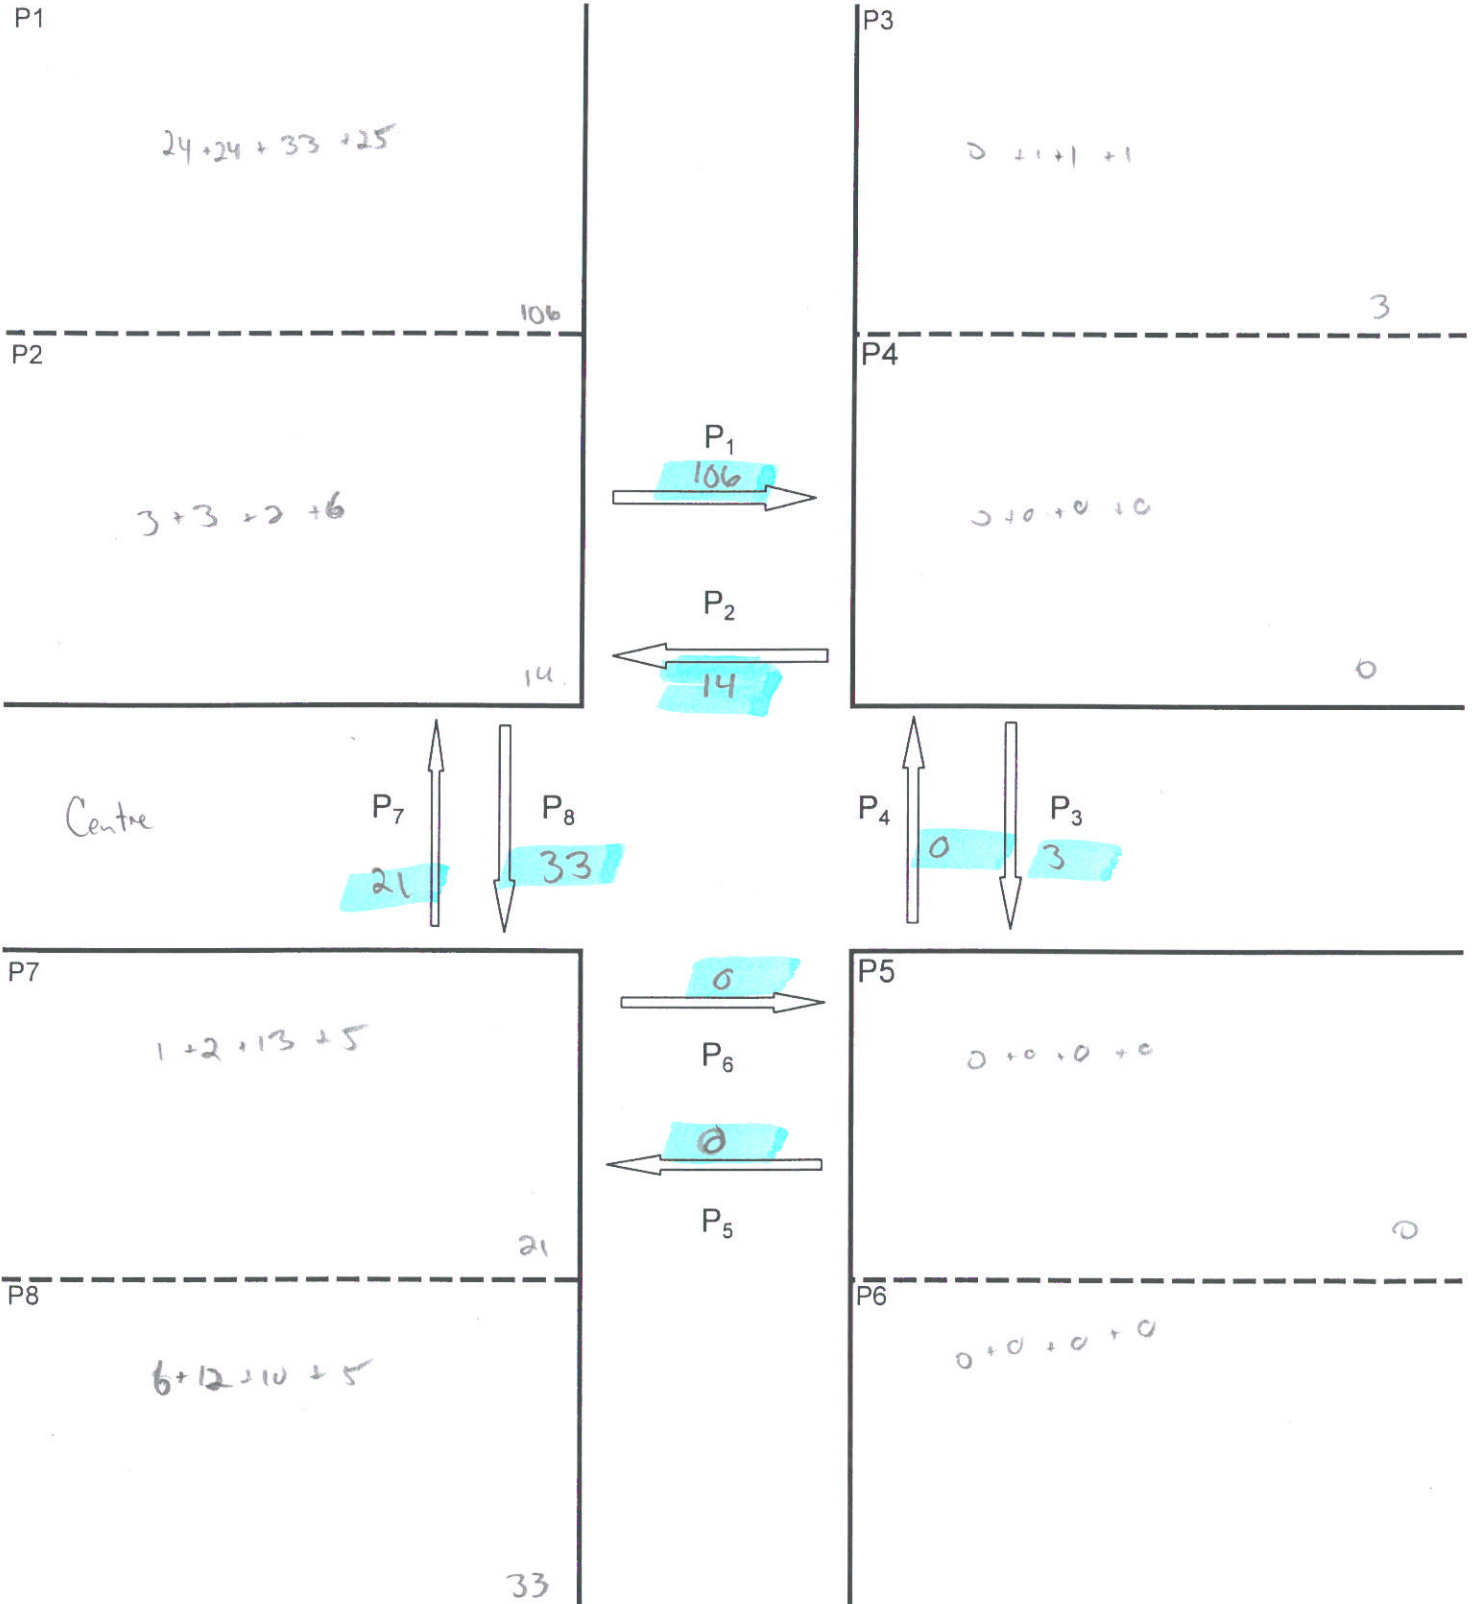 P1
P3
24 + 24 + 33 + 25
0 + 1 + 1 + 1
106
3
P2
P4
P₁
106
3 + 3 + 2 + 6
0 + 0 + 0 + 0
P₂
14
14
0
Centre
P₇
P₈
P₄
P₃
21
33
0
3
P7
P5
0
1 + 2 + 13 + 5
0 + 0 + 0 + 0
P₆
0
P₅
21
0
P8
P6
6 + 12 + 10 + 5
0 + 0 + 0 + 0
33